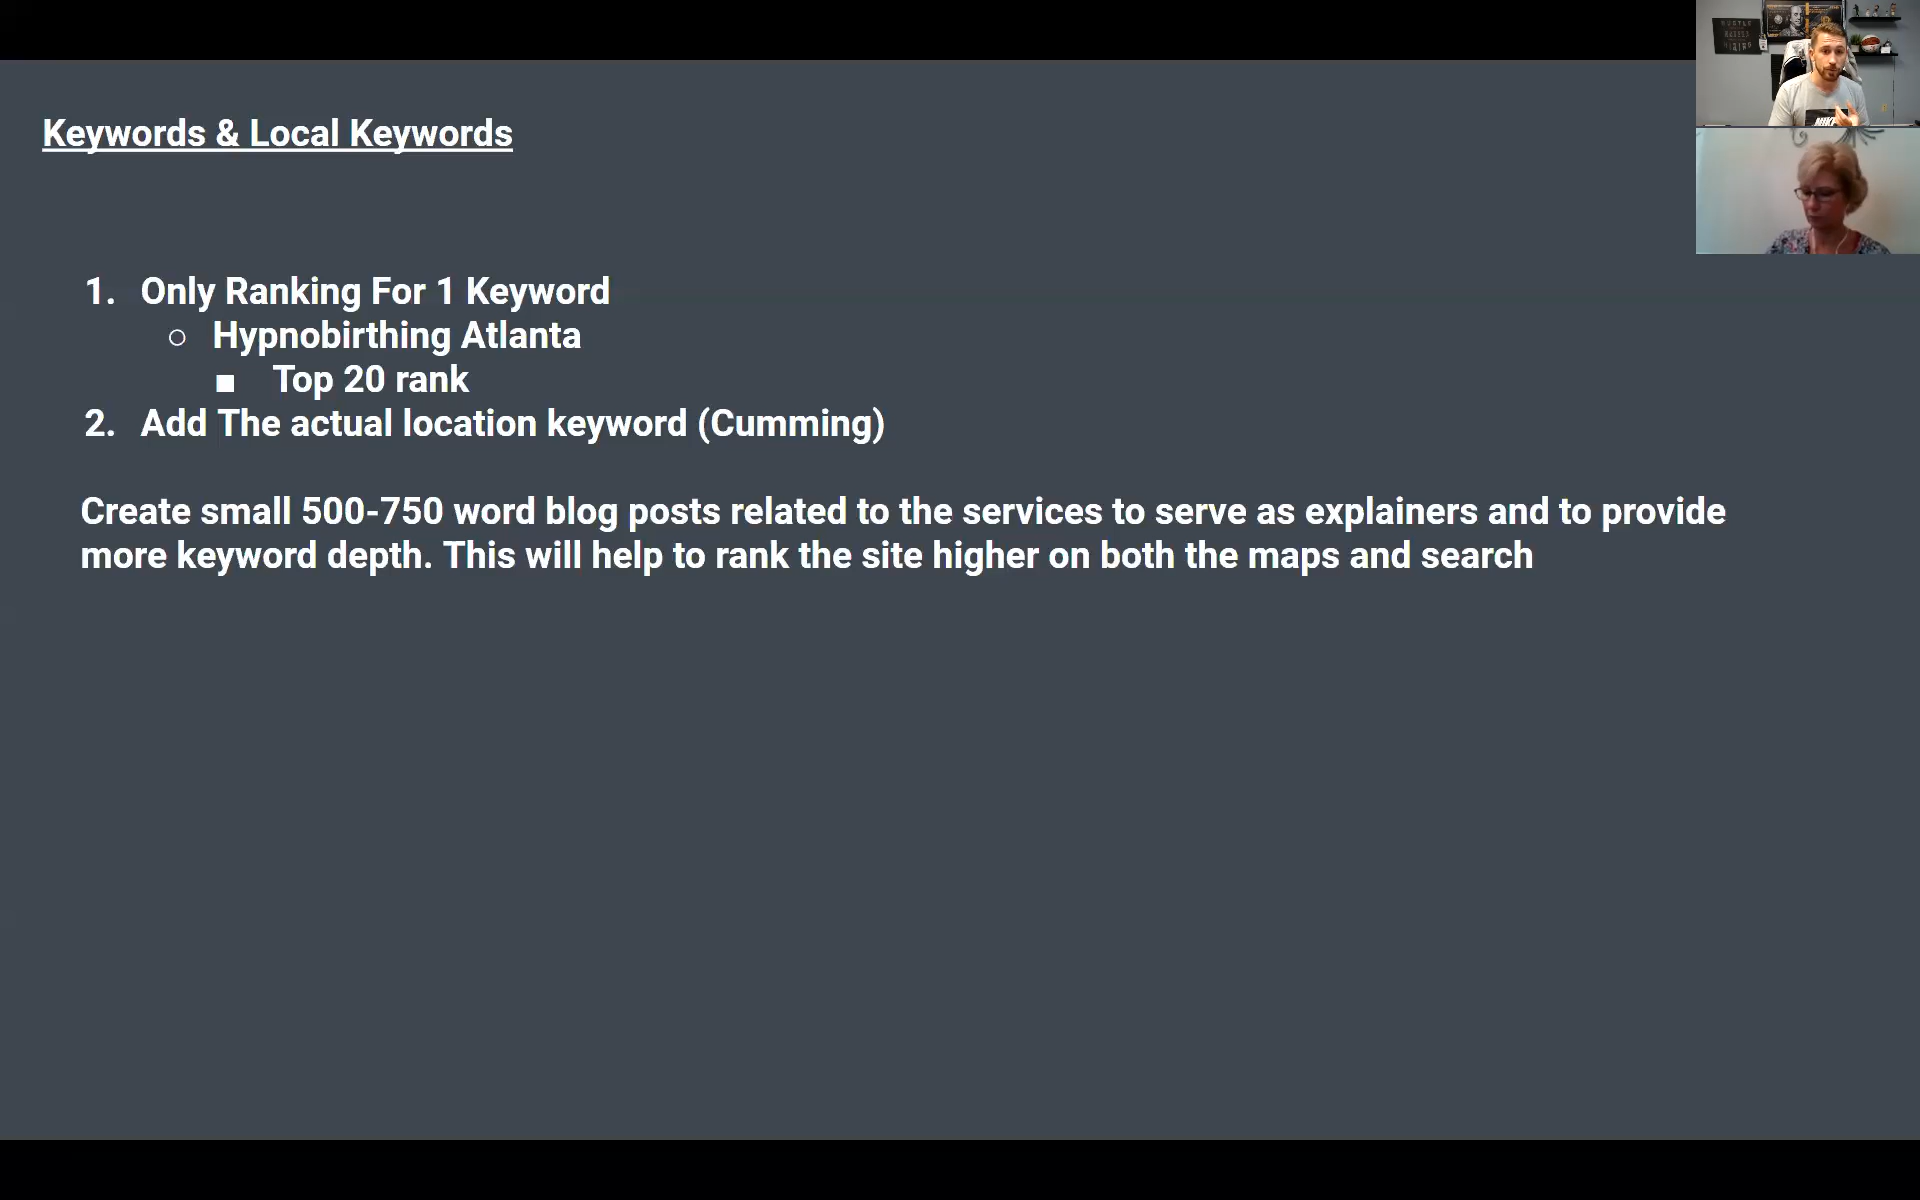 Keywords & Local Keywords
1. Only Ranking For 1 Keyword
○ Hypnobirthing Atlanta
■ Top 20 rank
2. Add The actual location keyword (Cumming)
Create small 500-750 word blog posts related to the services to serve as explainers and to provide
more keyword depth. This will help to rank the site higher on both the maps and search
HUSTLE